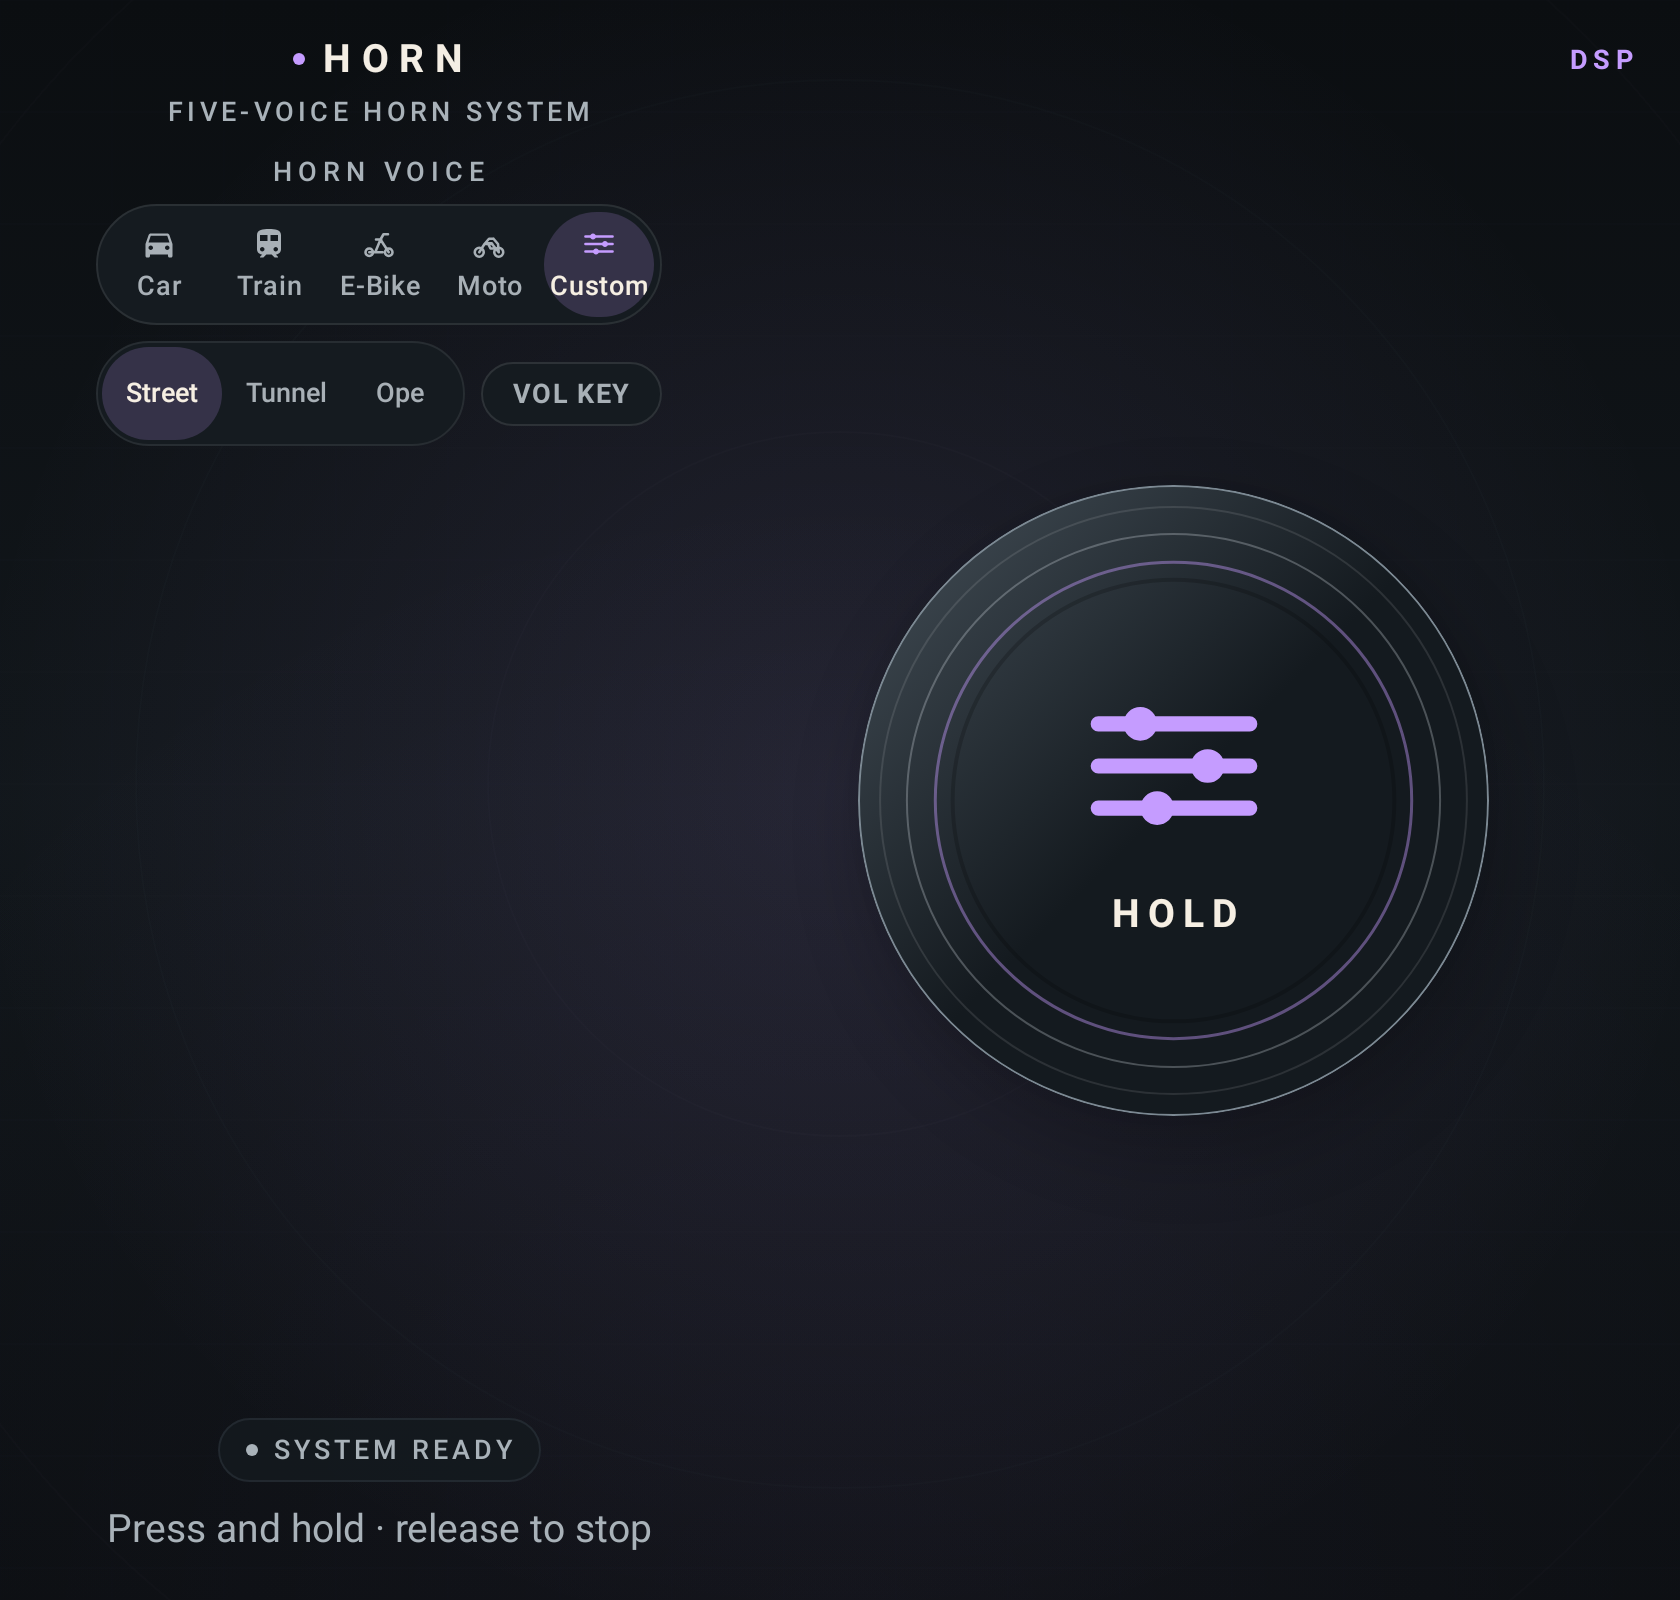 HORN
DSP
FIVE-VOICE HORN SYSTEM
HORN VOICE
Car Train E-Bike Moto Custom
Street Tunnel Ope VOL KEY
HOLD
SYSTEM READY
Press and hold · release to stop